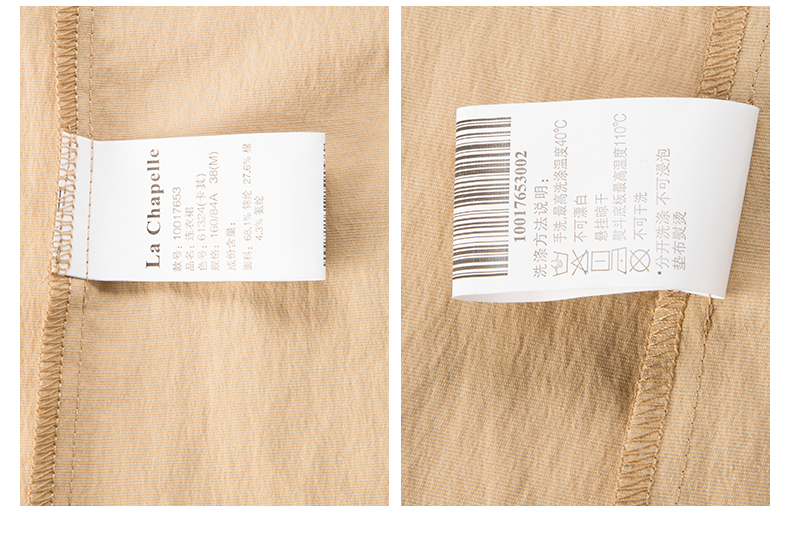 La Chapelle
款号: 10017653
品名: 连衣裙
色号: 61324(卡其)
规格: 160/84A 38(M)
成份含量:
面料: 68.1% 锦纶 27.6% 棉
4.3% 氨纶
10017653002
洗涤方法说明:
手洗,最高洗涤温度40℃
不可漂白
悬挂晾干
熨斗底板最高温度110℃
不可干洗
*分开洗涤 不可浸泡
垫布熨烫